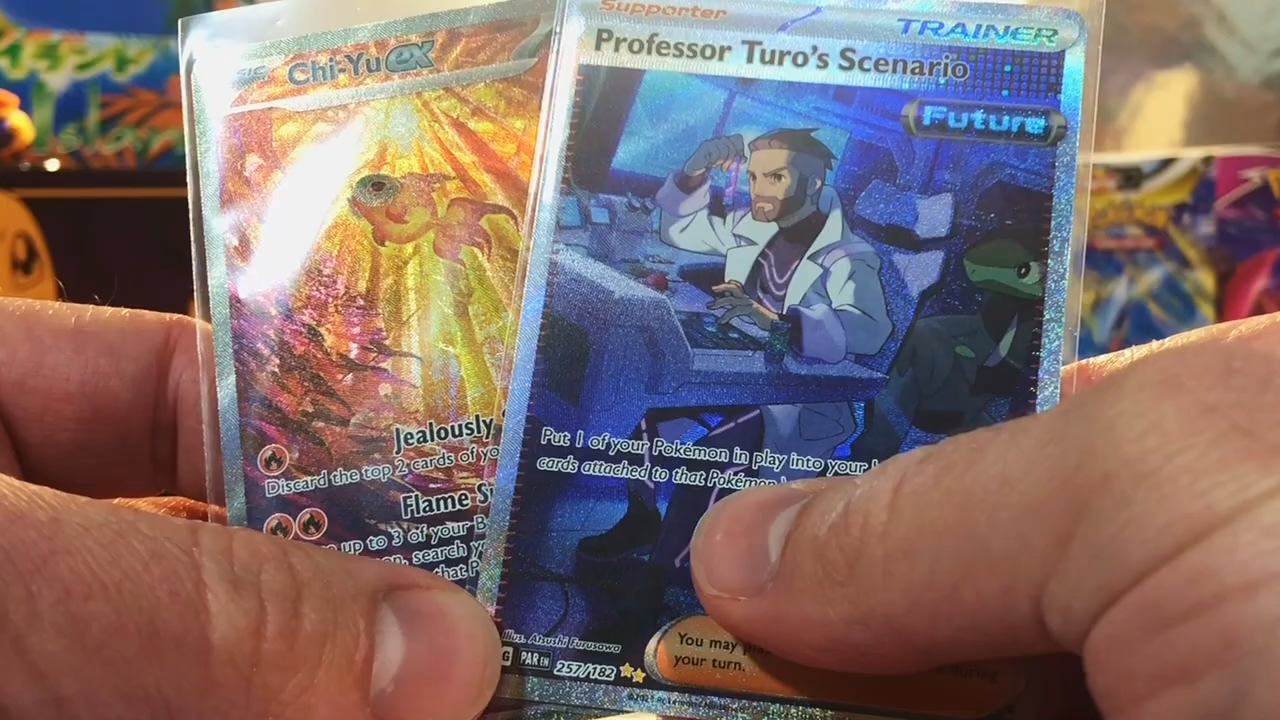 Chi-Yu ex
Jealously
Discard the top 2 cards of yo
Flame S
up to 3 of your B
search y
that P
Supporter
TRAINER
Professor Turo's Scenario
Future
Put 1 of your Pokémon in play into your
cards attached to that Pokémon
Illus. Atsushi Furusawa
G PAR EN 257/182
You may
your turn.